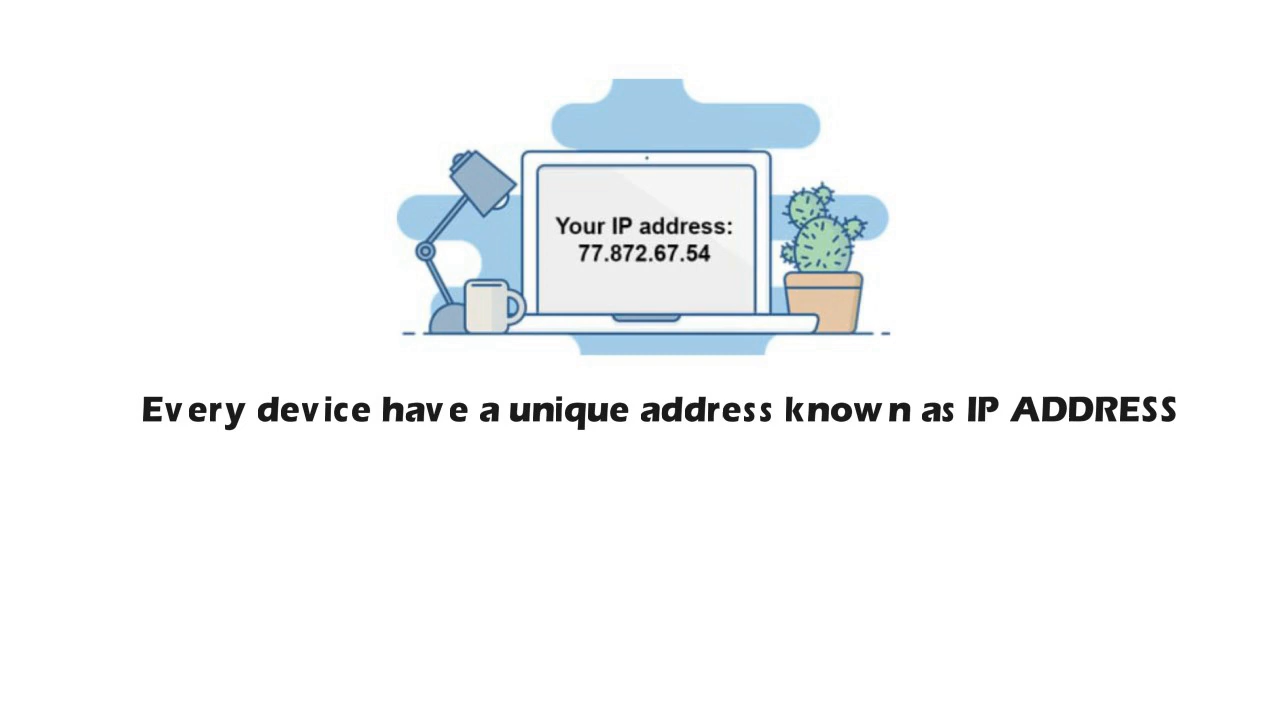 Your IP address:
77.872.67.54
Every device have a unique address known as IP ADDRESS